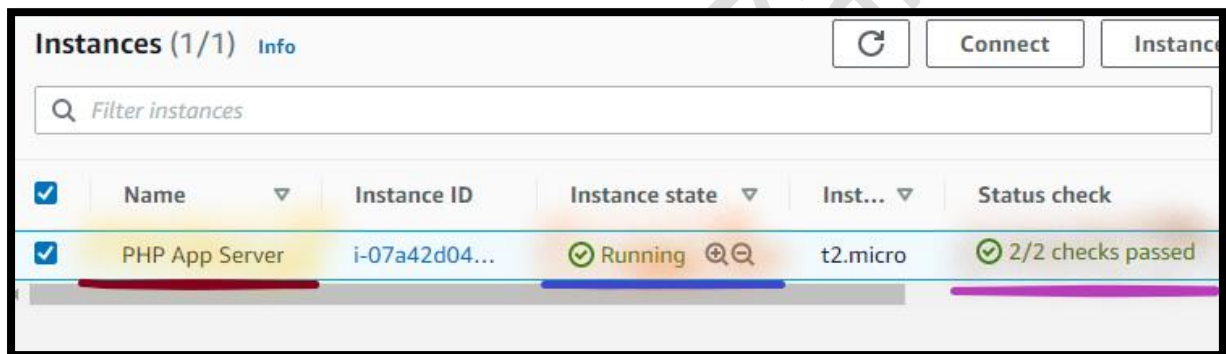 Instances (1/1) Info
Connect
Instance
Filter instances
Name Instance ID Instance state Inst... Status check
PHP App Server i-07a42d04... Running t2.micro 2/2 checks passed